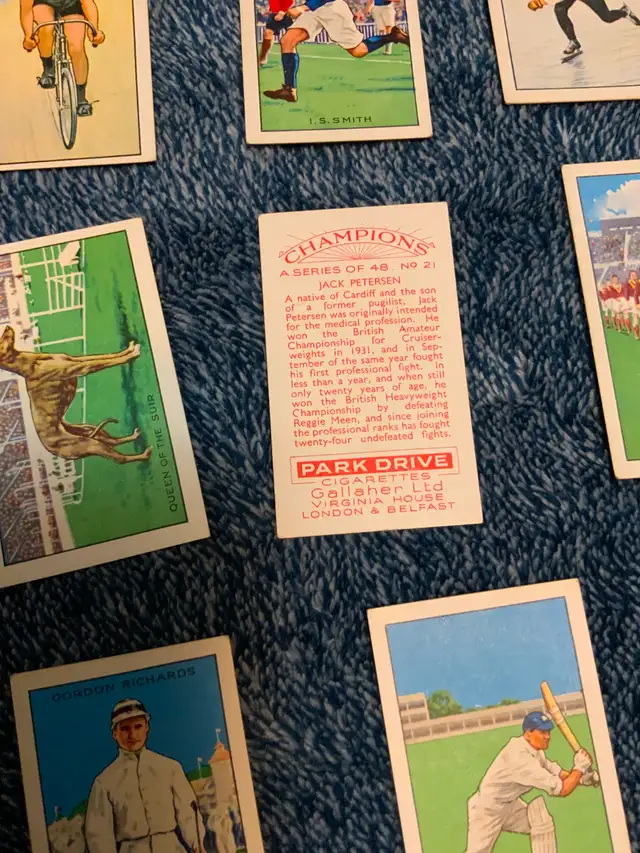 I. S. SMITH
CHAMPIONS
A SERIES OF 48. Nº 21
JACK PETERSEN
A native of Cardiff and the son
of a former pugilist, Jack
Petersen was originally intended
for the medical profession. He
won the British Amateur
Championship for Cruiser-
weights in 1931, and in Sep-
tember of the same year fought
his first professional fight. In
less than a year, and when still
only twenty years of age, he
won the British Heavyweight
Championship by defeating
Reggie Meen, and since joining
the professional ranks has fought
twenty-four undefeated fights.
PARK DRIVE
CIGARETTES
Gallaher Ltd
VIRGINIA HOUSE
LONDON & BELFAST
QUEEN OF THE SUIR
GORDON RICHARDS